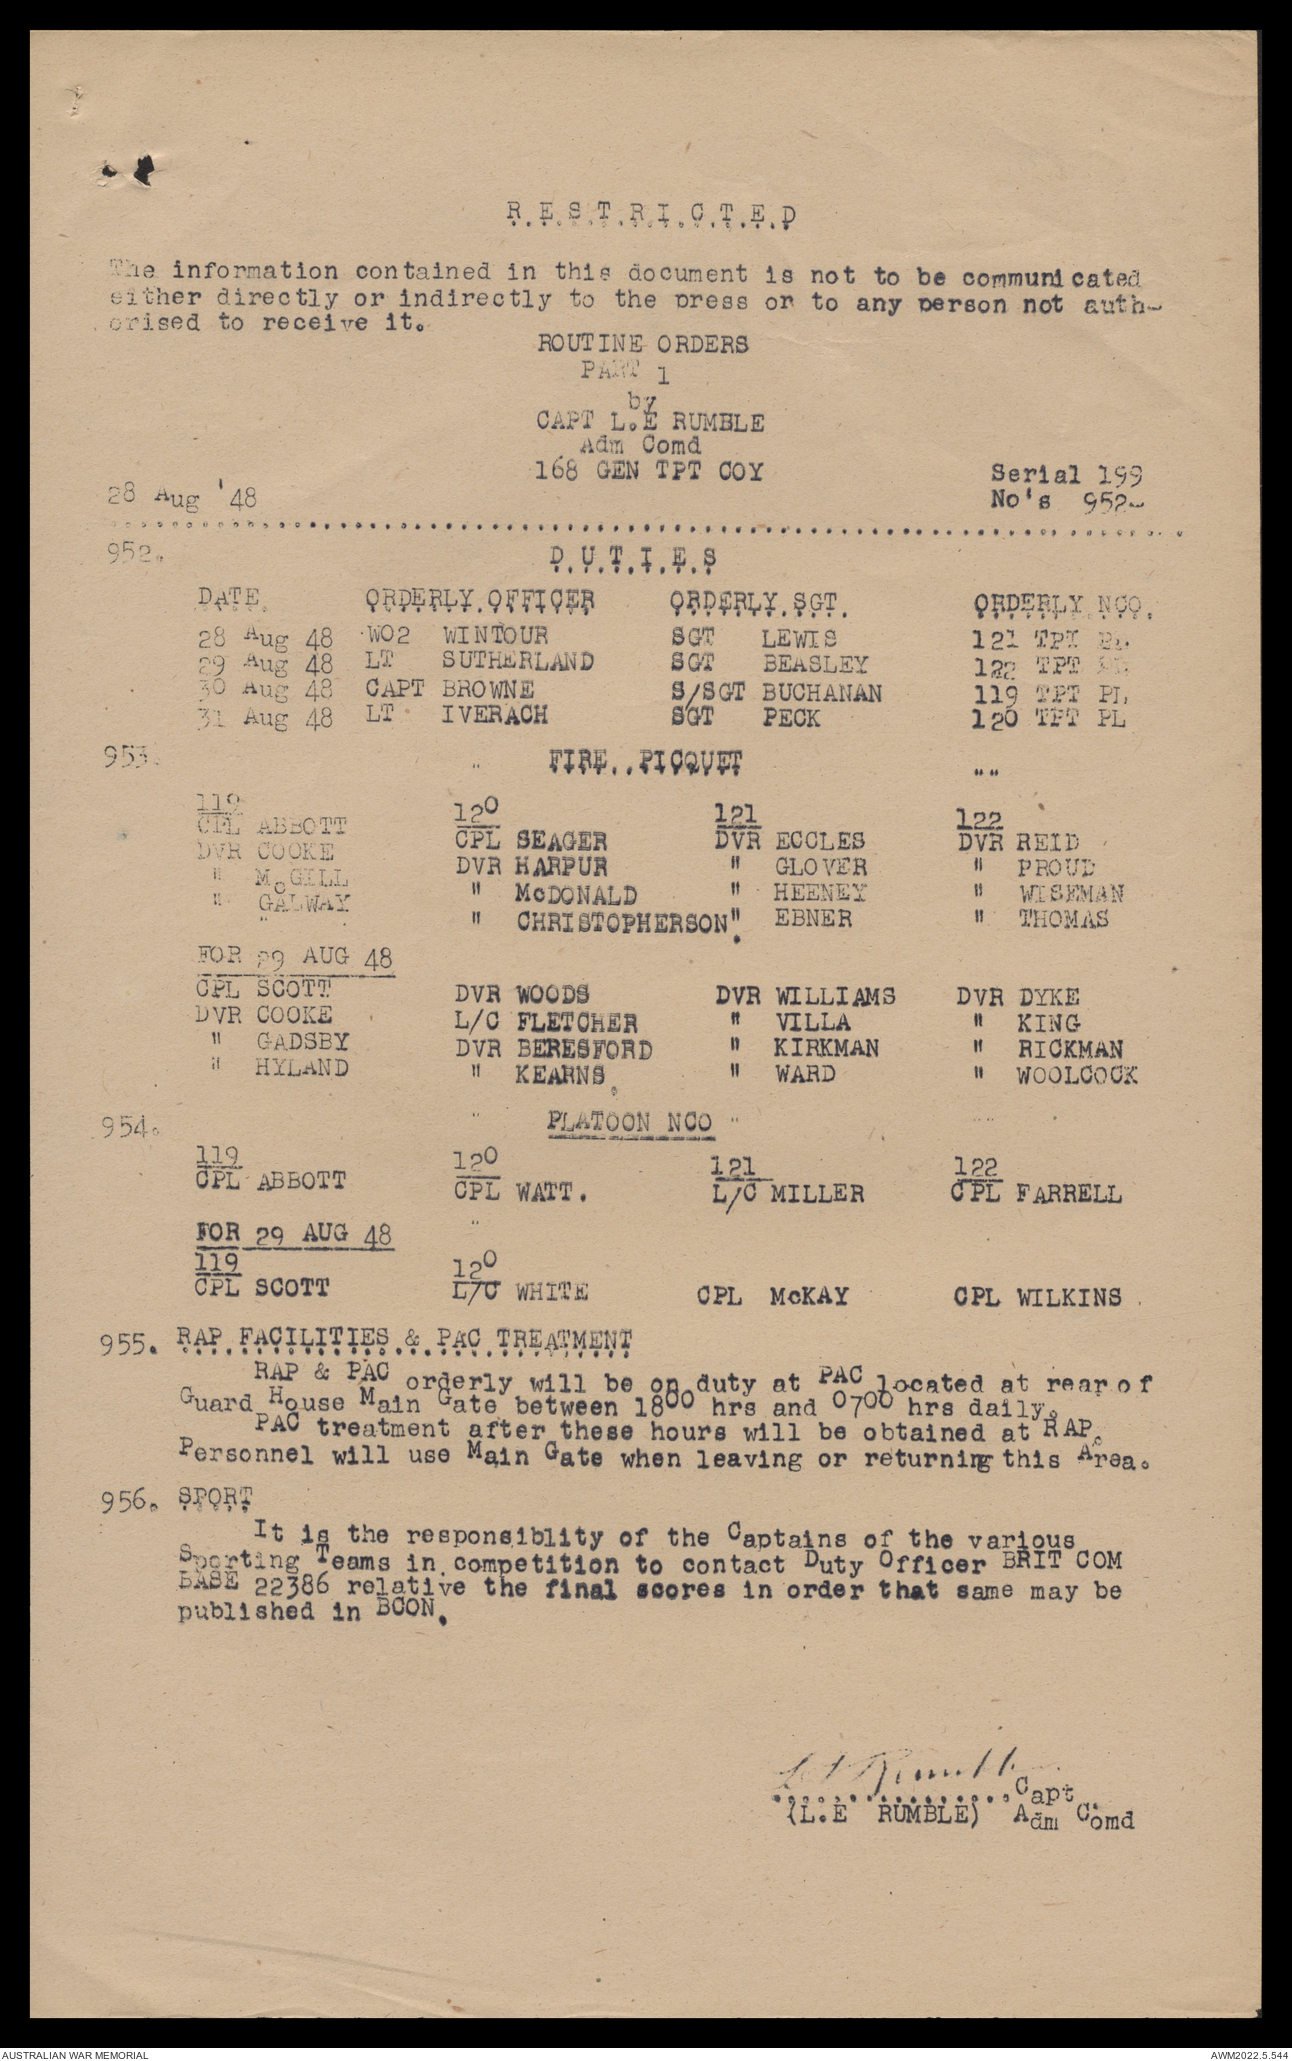 R.E.S.T.R.I.C.T.E.D
The information contained in this document is not to be communicated
either directly or indirectly to the press or to any person not auth-
orised to receive it.
ROUTINE ORDERS
PART 1
by
CAPT L.E RUMBLE
Adm Comd
168 GEN TPT COY
Serial 199
28 Aug '48 No's 952-
952. D.U.T.I.E.S
DATE ORDERLY OFFICER ORDERLY SGT. ORDERLY NCO.
28 Aug 48 WO2 WINTOUR SGT LEWIS 121 TPT PL
29 Aug 48 LT SUTHERLAND SGT BEASLEY 122 TPT PL
30 Aug 48 CAPT BROWNE S/SGT BUCHANAN 119 TPT PL
31 Aug 48 LT IVERACH SGT PECK 120 TPT PL
953. " FIRE..PICQUET ""
119 120 121 122
CPL ABBOTT CPL SEAGER DVR ECCLES DVR REID
DVR COOKE DVR HARPUR " GLOVER " PROUD
" McGILL " McDONALD " HEENEY " WISEMAN
" GALWAY " CHRISTOPHERSON". EBNER " THOMAS
FOR 29 AUG 48
CPL SCOTT DVR WOODS DVR WILLIAMS DVR DYKE
DVR COOKE L/C FLETCHER " VILLA " KING
" GADSBY DVR BERESFORD " KIRKMAN " RICKMAN
" HYLAND " KEARNS. " WARD " WOOLCOCK
954. " PLATOON NCO " ""
119 120 121 122
CPL ABBOTT CPL WATT. L/C MILLER CPL FARRELL
FOR 29 AUG 48 "
119 120
CPL SCOTT L/C WHITE CPL McKAY CPL WILKINS.
955. RAP FACILITIES & PAC TREATMENT
RAP & PAC orderly will be on duty at PAC located at rear of
Guard House Main Gate between 1800 hrs and 0700 hrs daily.
PAC treatment after these hours will be obtained at RAP.
Personnel will use Main Gate when leaving or returning this Area.
956. SPORT
It is the responsiblity of the Captains of the various
Sporting Teams in competition to contact Duty Officer BRIT COM
BASE 22386 relative the final scores in order that same may be
published in BCON.
L E Rumble
................Capt.
(L.E RUMBLE) Adm Comd
AUSTRALIAN WAR MEMORIAL AWM2022.5.544